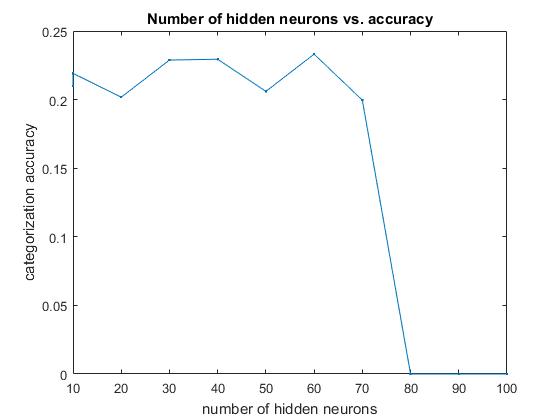 Number of hidden neurons vs. accuracy
0.25
0.2
0.15
0.1
0.05
0
categorization accuracy
10 20 30 40 50 60 70 80 90 100
number of hidden neurons